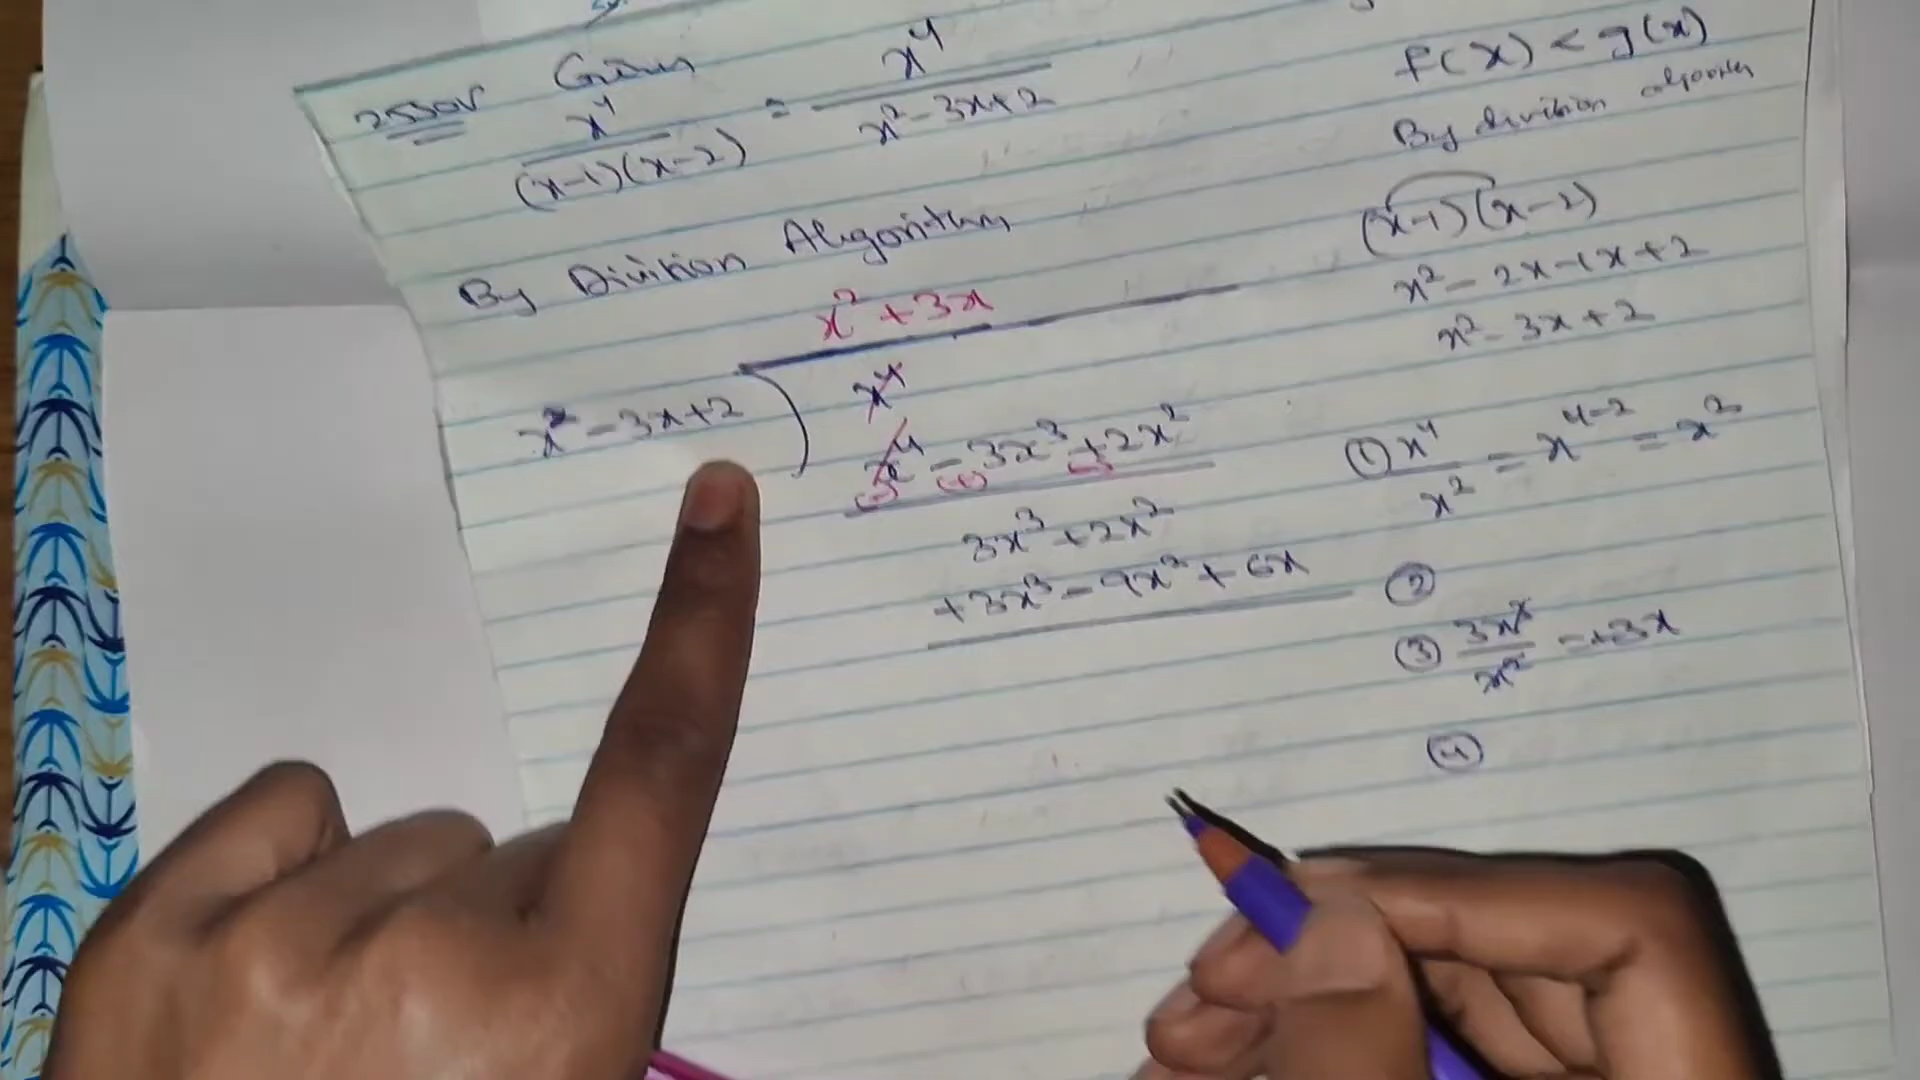 Given
x⁴/(x-1)(x-2) = x⁴/x²-3x+2
By Division Algorithm
x²+3x
x²-3x+2 ) x⁴
x⁴-3x³+2x²
(-) (+) (-)
3x³+2x²
+3x³-9x²+6x
f(x) < g(x)
By division
(x-1)(x-2)
x²-2x-1x+2
x²-3x+2
① x⁴/x² = x⁴⁻² = x²
②
③ 3x³/x² = +3x
④